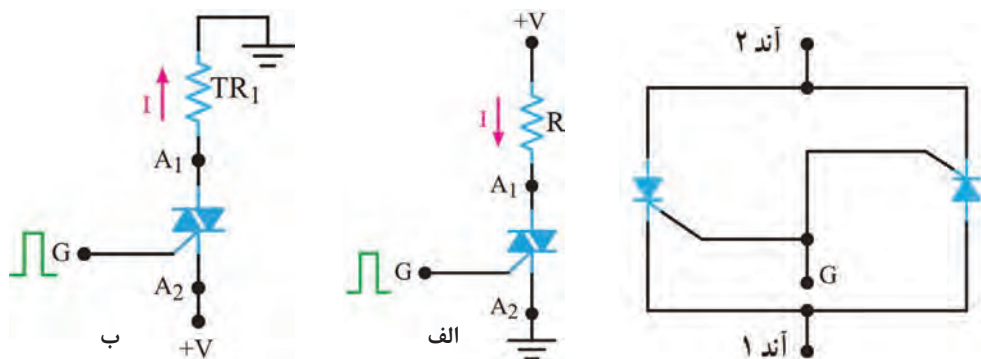 TR₁
I
A₁
G
A₂
+V
ب
+V
I
R
A₁
G
A₂
الف
آند ۲
G
آند ۱